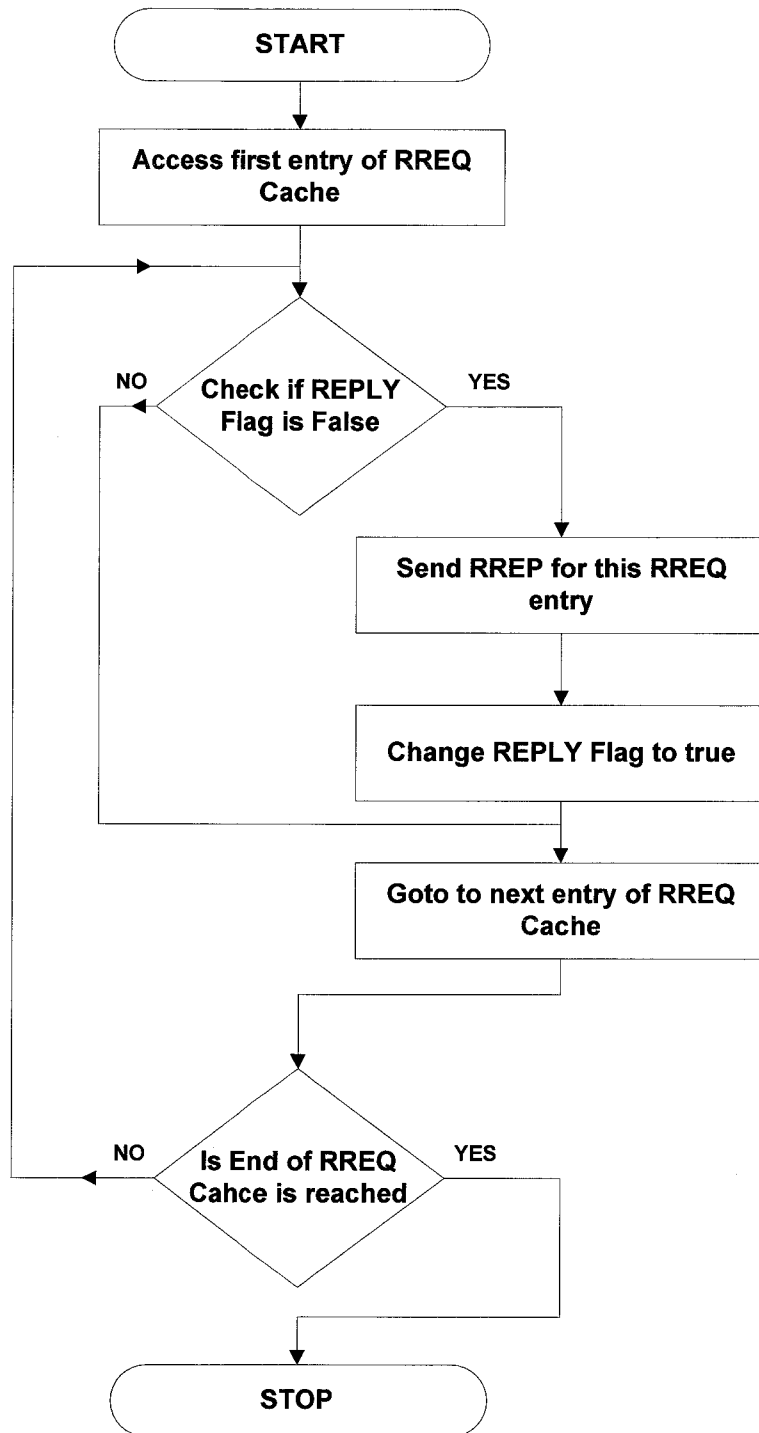 START
Access first entry of RREQ
Cache
NO
YES
Check if REPLY
Flag is False
Send RREP for this RREQ
entry
Change REPLY Flag to true
Goto to next entry of RREQ
Cache
NO
YES
Is End of RREQ
Cahce is reached
STOP